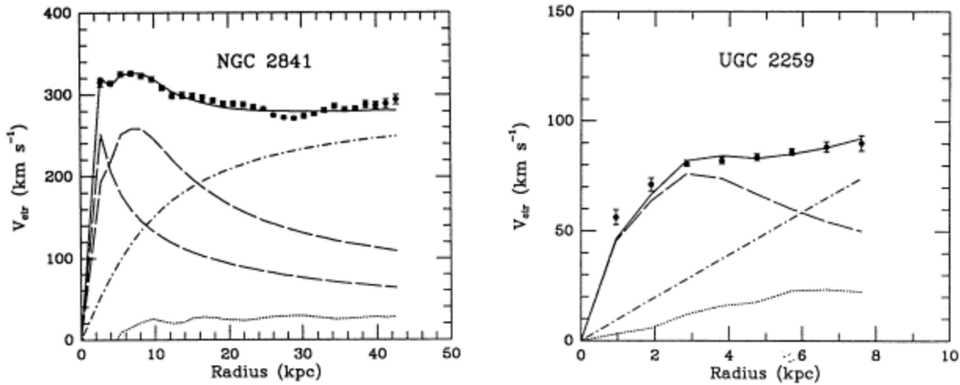 400
300
200
100
0
V_cir (km s⁻¹)
NGC 2841
0 10 20 30 40 50
Radius (kpc)
150
100
50
0
V_cir (km s⁻¹)
UGC 2259
0 2 4 6 8 10
Radius (kpc)